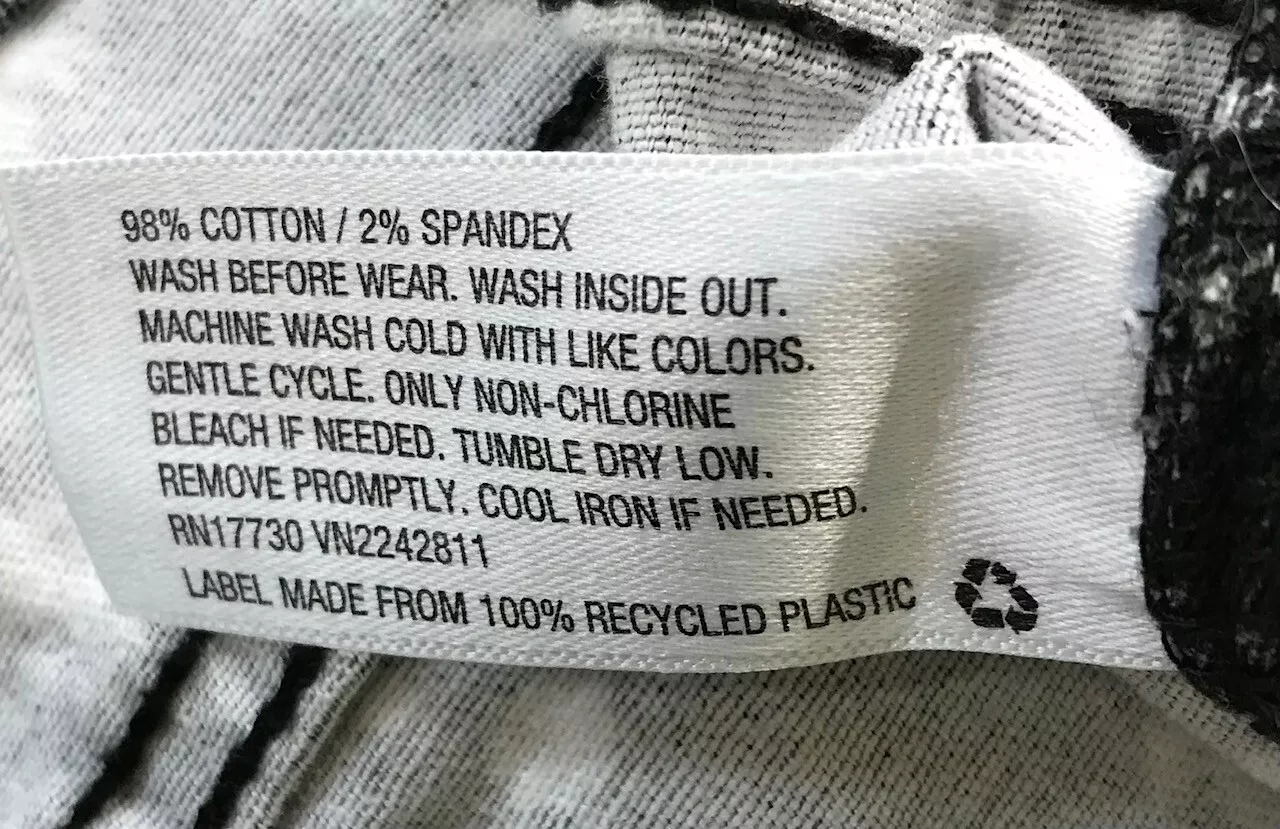 98% COTTON / 2% SPANDEX
WASH BEFORE WEAR. WASH INSIDE OUT.
MACHINE WASH COLD WITH LIKE COLORS.
GENTLE CYCLE. ONLY NON-CHLORINE
BLEACH IF NEEDED. TUMBLE DRY LOW.
REMOVE PROMPTLY. COOL IRON IF NEEDED.
RN17730 VN2242811
LABEL MADE FROM 100% RECYCLED PLASTIC